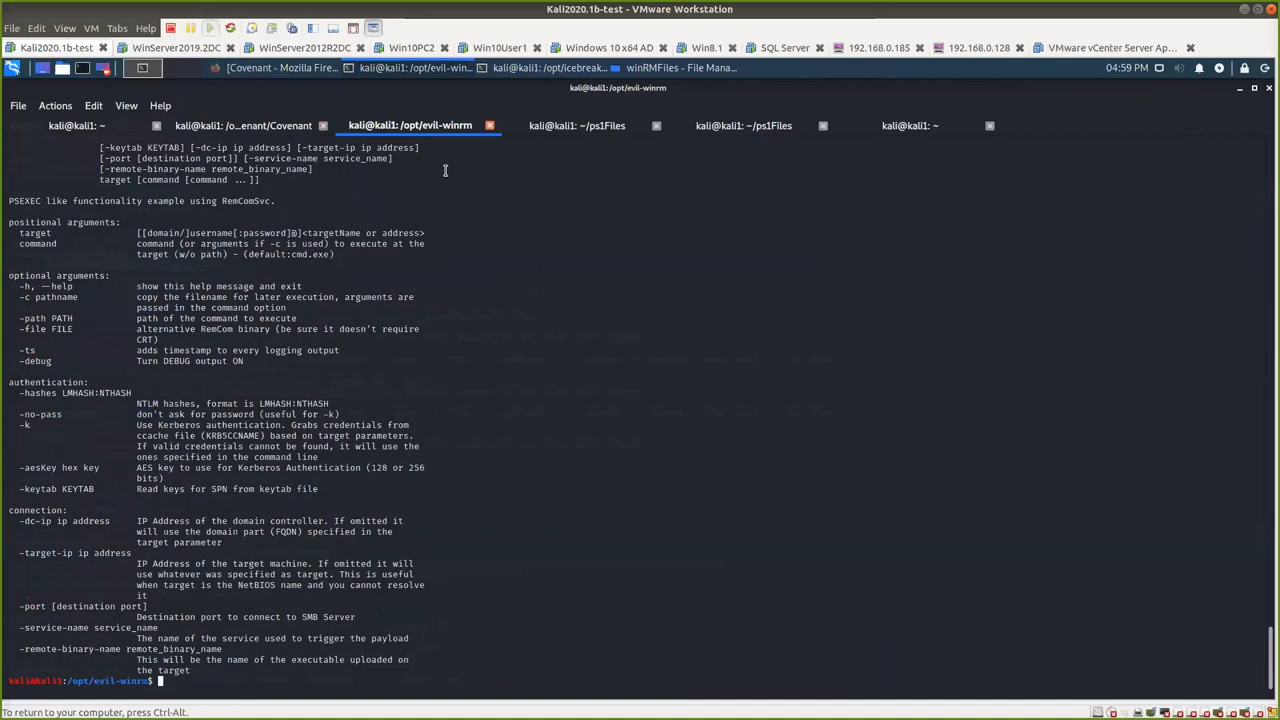 Kali2020.1b-test - VMware Workstation
File Edit View VM Tabs Help
Kali2020.1b-test WinServer2019.2DC WinServer2012R2DC Win10PC2 Win10User1 Windows 10 x64 AD Win8.1 SQL Server 192.168.0.185 192.168.0.128 VMware vCenter Server Ap...
[Covenant - Mozilla Fire... kali@kali1: /opt/evil-win... kali@kali1: /opt/icebreak... winRMFiles - File Mana... 04:59 PM
kali@kali1: /opt/evil-winrm
File Actions Edit View Help
kali@kali1: ~ kali@kali1: /o...enant/Covenant kali@kali1: /opt/evil-winrm kali@kali1: ~/ps1Files kali@kali1: ~/ps1Files kali@kali1: ~
[-keytab KEYTAB] [-dc-ip ip address] [-target-ip ip address]
[-port [destination port]] [-service-name service_name]
[-remote-binary-name remote_binary_name]
target [command [command ...]]
PSEXEC like functionality example using RemComSvc.
positional arguments:
target [[domain/]username[:password]@]<targetName or address>
command command (or arguments if -c is used) to execute at the
target (w/o path) - (default:cmd.exe)
optional arguments:
-h, --help show this help message and exit
-c pathname copy the filename for later execution, arguments are
passed in the command option
-path PATH path of the command to execute
-file FILE alternative RemCom binary (be sure it doesn't require
CRT)
-ts adds timestamp to every logging output
-debug Turn DEBUG output ON
authentication:
-hashes LMHASH:NTHASH
NTLM hashes, format is LMHASH:NTHASH
-no-pass don't ask for password (useful for -k)
-k Use Kerberos authentication. Grabs credentials from
ccache file (KRB5CCNAME) based on target parameters.
If valid credentials cannot be found, it will use the
ones specified in the command line
-aesKey hex key AES key to use for Kerberos Authentication (128 or 256
bits)
-keytab KEYTAB Read keys for SPN from keytab file
connection:
-dc-ip ip address IP Address of the domain controller. If omitted it
will use the domain part (FQDN) specified in the
target parameter
-target-ip ip address
IP Address of the target machine. If omitted it will
use whatever was specified as target. This is useful
when target is the NetBIOS name and you cannot resolve
it
-port [destination port]
Destination port to connect to SMB Server
-service-name service_name
The name of the service used to trigger the payload
-remote-binary-name remote_binary_name
This will be the name of the executable uploaded on
the target
kali@kali1:/opt/evil-winrm$
To return to your computer, press Ctrl-Alt.